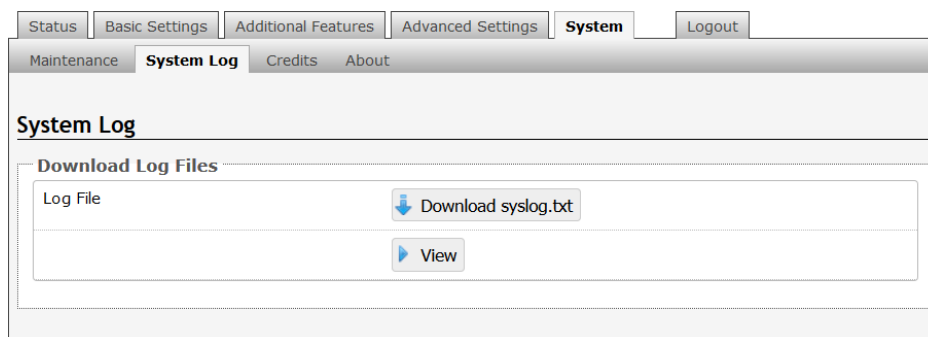 Status Basic Settings Additional Features Advanced Settings System Logout
Maintenance System Log Credits About
System Log
Download Log Files
Log File Download syslog.txt
View